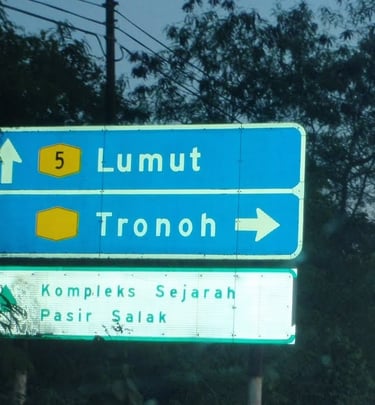 5 Lumut
Tronoh
Kompleks Sejarah
Pasir Salak